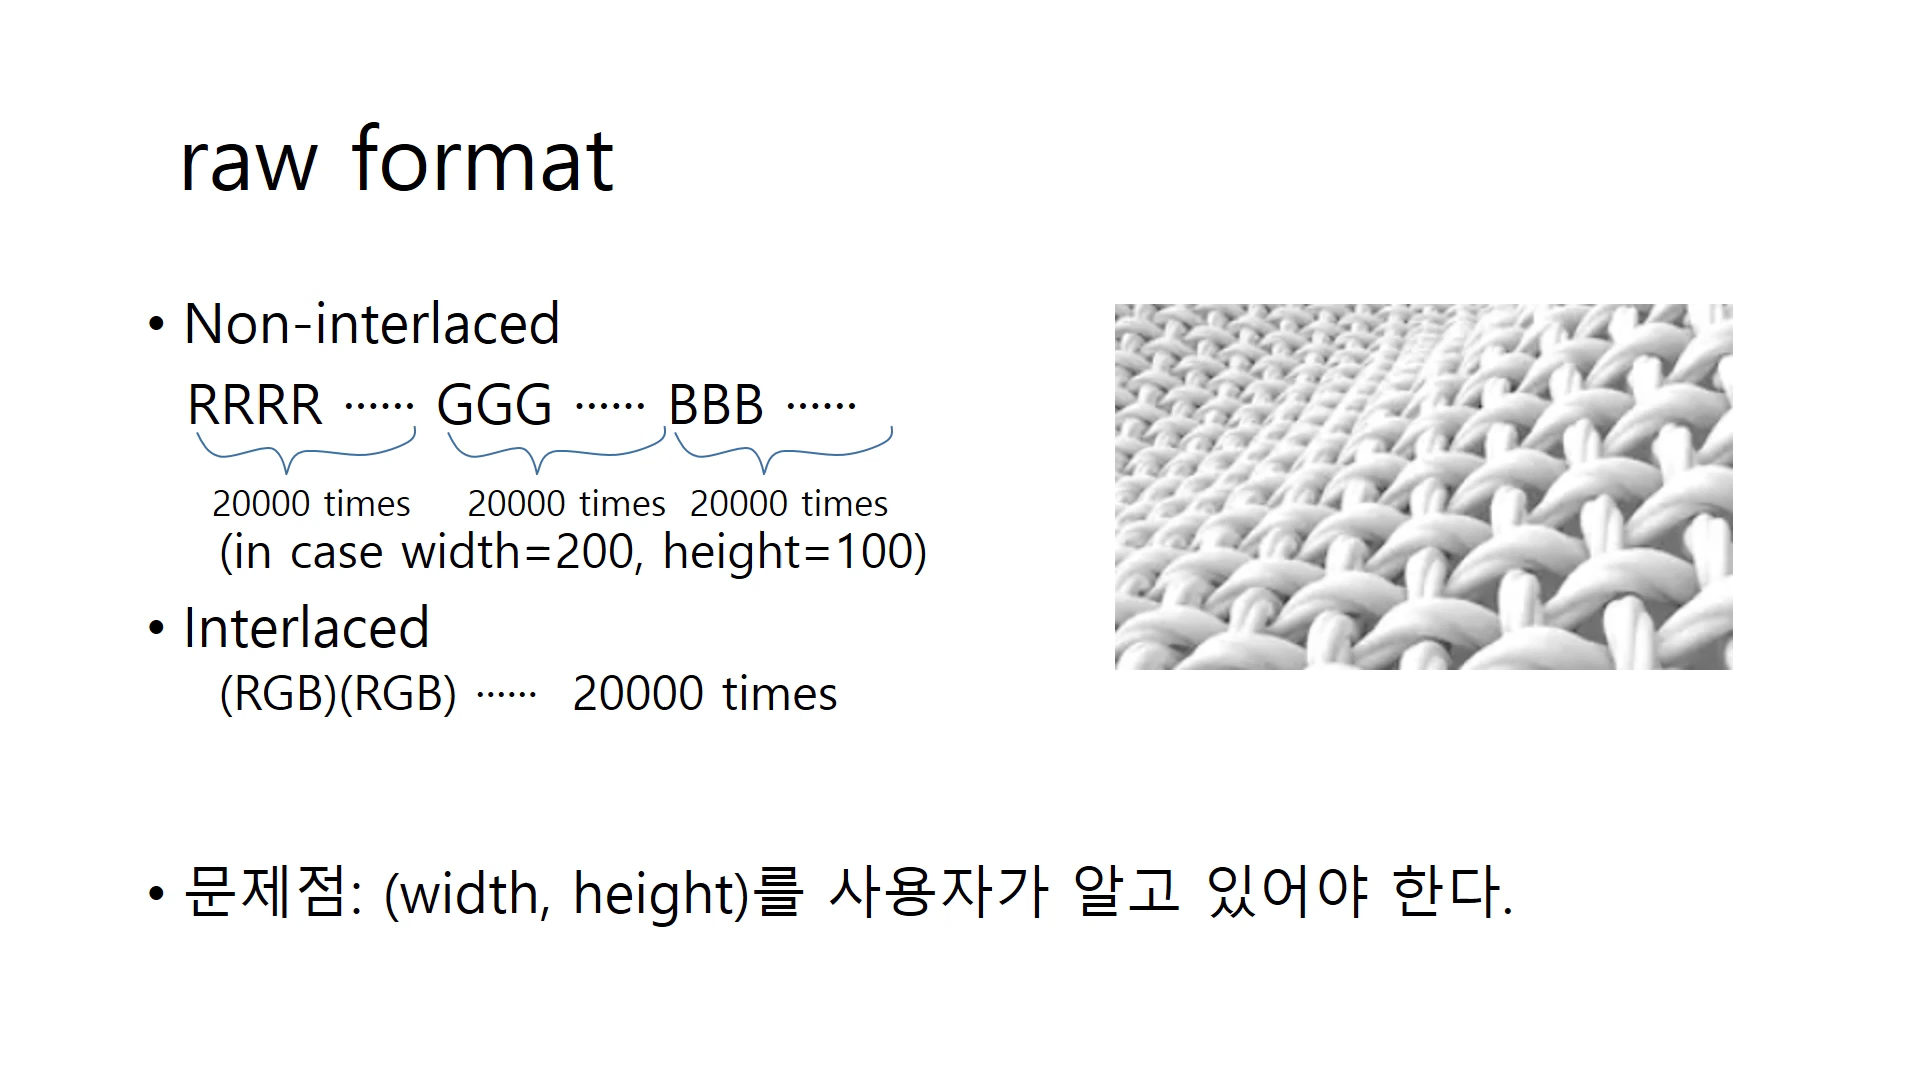 raw format
• Non-interlaced
RRRR ⋯⋯ GGG ⋯⋯ BBB ⋯⋯
20000 times 20000 times 20000 times
(in case width=200, height=100)
• Interlaced
(RGB)(RGB) ⋯⋯ 20000 times
• 문제점: (width, height)를 사용자가 알고 있어야 한다.